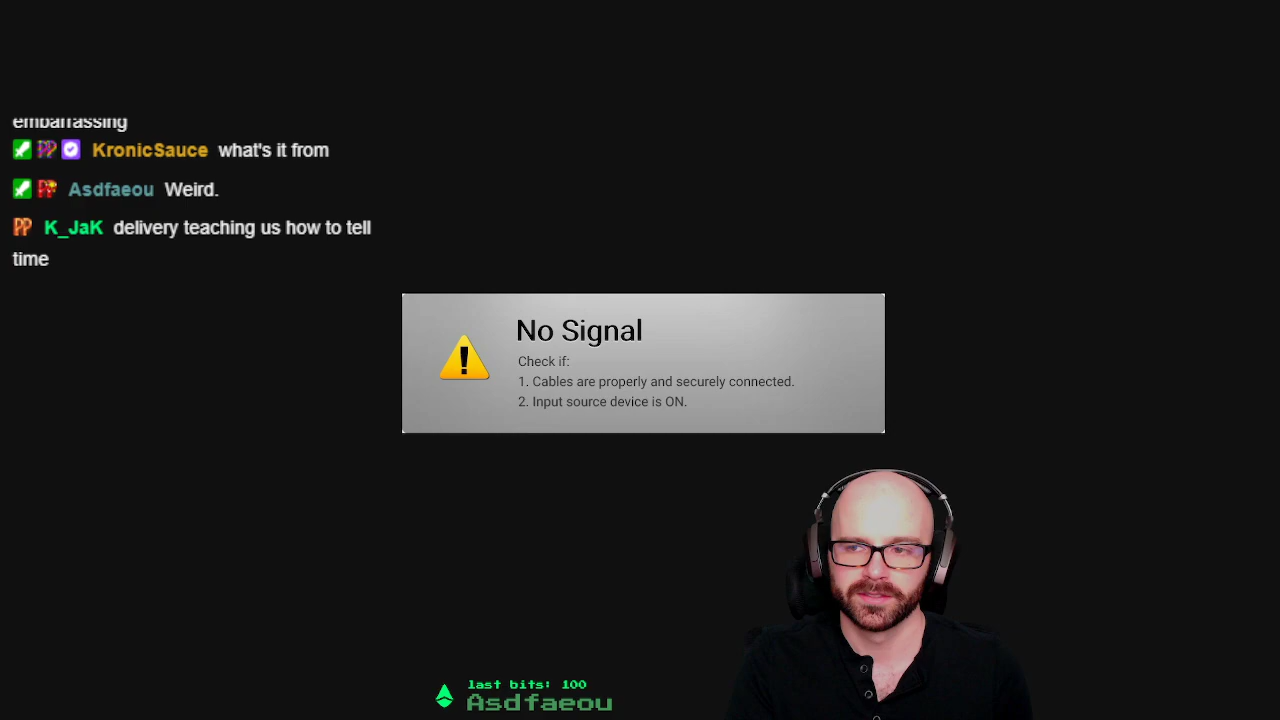 embarrassing
KronicSauce what's it from
Asdfaeou Weird.
PP K_JaK delivery teaching us how to tell
time
No Signal
Check if:
1. Cables are properly and securely connected.
2. Input source device is ON.
last bits: 100
Asdfaeou